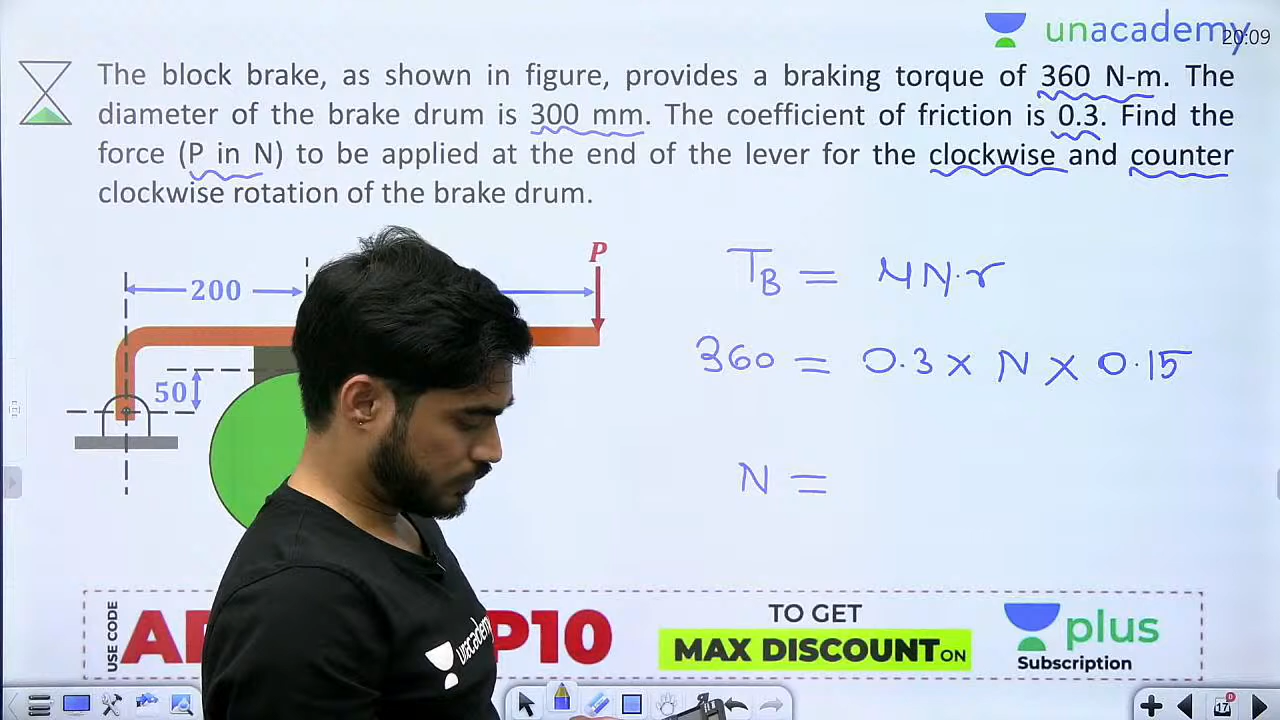 unacademy
20:09
The block brake, as shown in figure, provides a braking torque of 360 N-m. The
diameter of the brake drum is 300 mm. The coefficient of friction is 0.3. Find the
force (P in N) to be applied at the end of the lever for the clockwise and counter
clockwise rotation of the brake drum.
P
200
50
T_B = μN.r
360 = 0.3 × N × 0.15
N =
USE CODE
P10
TO GET
MAX DISCOUNT ON
plus
Subscription
unacademy
17